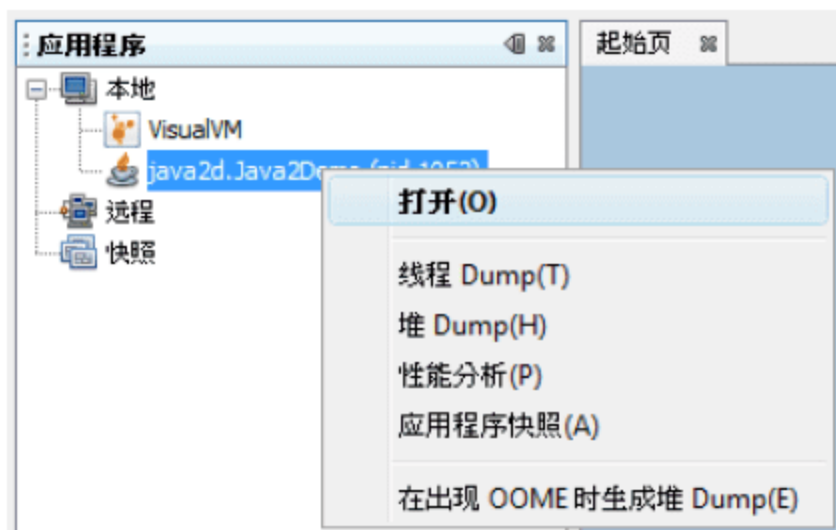 应用程序
起始页
本地
VisualVM
java2d.Java2Demo (pid 1952)
打开(O)
远程
快照
线程 Dump(T)
堆 Dump(H)
性能分析(P)
应用程序快照(A)
在出现 OOME 时生成堆 Dump(E)